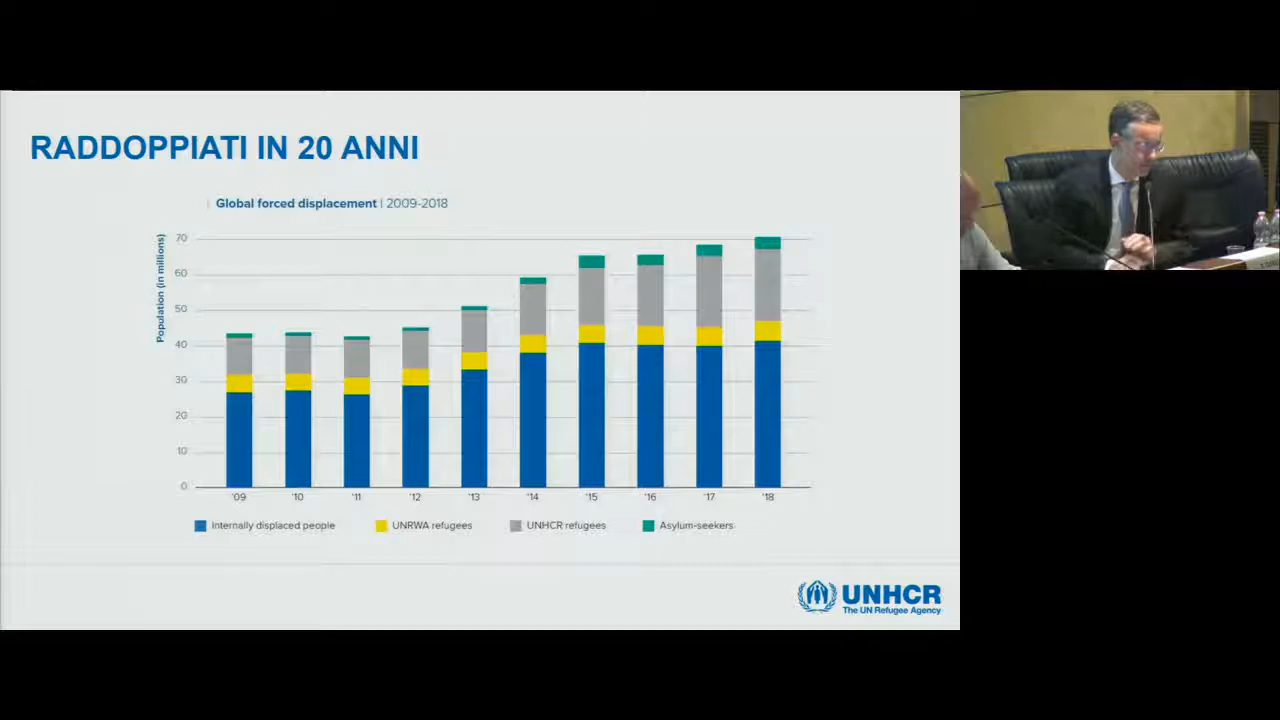 RADDOPPIATI IN 20 ANNI
Global forced displacement | 2009-2018
Population (in millions)
70
60
50
40
30
20
10
0
'09 '10 '11 '12 '13 '14 '15 '16 '17 '18
Internally displaced people UNRWA refugees UNHCR refugees Asylum-seekers
UNHCR
The UN Refugee Agency